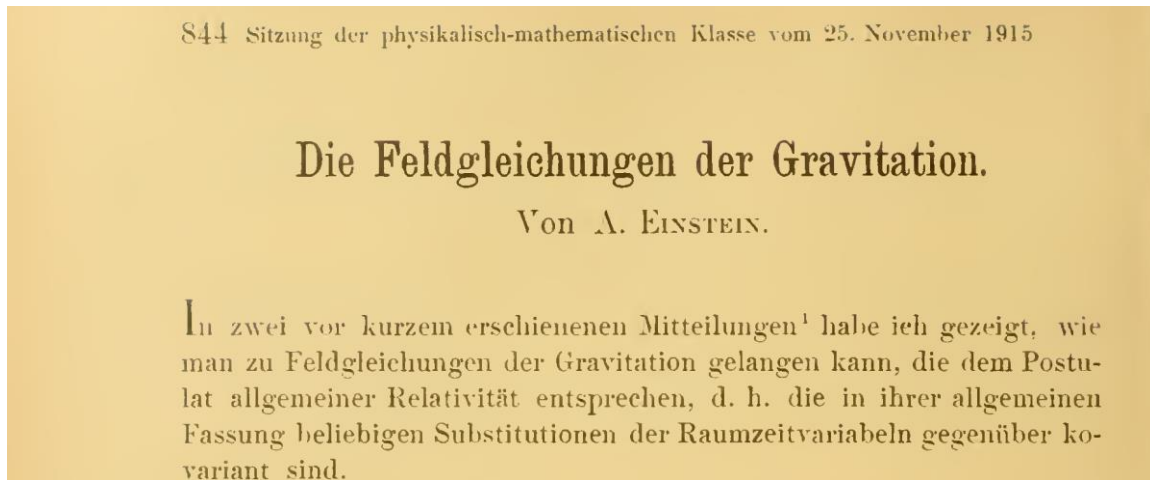 844 Sitzung der physikalisch-mathematischen Klasse vom 25. November 1915
Die Feldgleichungen der Gravitation.
Von A. Einstein.
In zwei vor kurzem erschienenen Mitteilungen¹ habe ich gezeigt, wie
man zu Feldgleichungen der Gravitation gelangen kann, die dem Postu-
lat allgemeiner Relativität entsprechen, d. h. die in ihrer allgemeinen
Fassung beliebigen Substitutionen der Raumzeitvariabeln gegenüber ko-
variant sind.